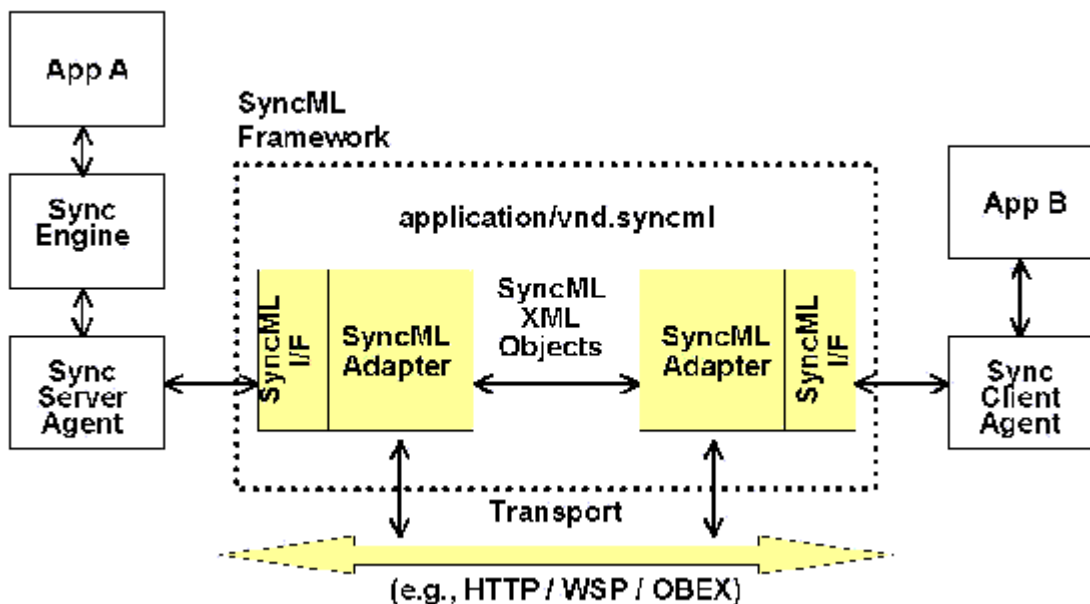 App A
SyncML
Framework
Sync
Engine
application/vnd.syncml
App B
SyncML
I/F
SyncML
Adapter
SyncML
XML
Objects
SyncML
Adapter
SyncML
I/F
Sync
Server
Agent
Sync
Client
Agent
Transport
(e.g., HTTP / WSP / OBEX)